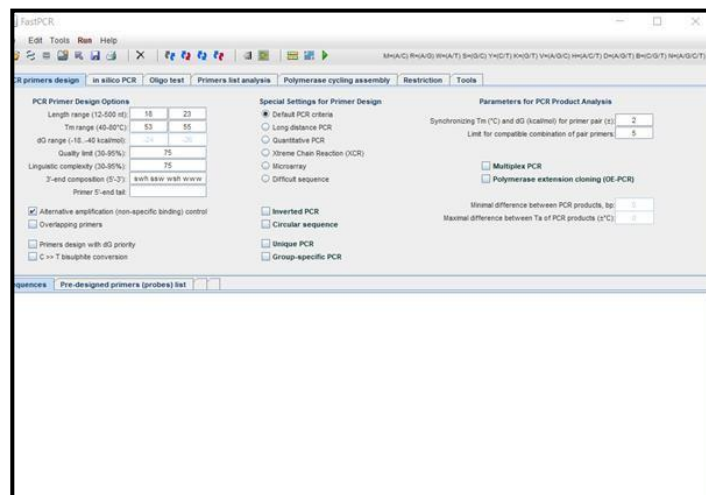 FastPCR
Edit Tools Run Help
M=(A/C) R=(A/G) W=(A/T) S=(G/C) Y=(C/T) K=(G/T) V=(A/G/C) H=(A/C/T) D=(A/G/T) B=(C/G/T) N=(A/G/C/T)
CR primers design in silico PCR Oligo test Primers list analysis Polymerase cycling assembly Restriction Tools
PCR Primer Design Options Special Settings for Primer Design Parameters for PCR Product Analysis
Length range (12-500 nt): 18 23 Default PCR criteria Synchronizing Tm (°C) and dG (kcal/mol) for primer pair (±): 2
Tm range (40-80°C): 53 55 Long distance PCR Limit for compatible combination of pair primers: 5
dG range (-18..-40 kcal/mol): Quantitative PCR
Quality limit (30-95%): 75 Xtreme Chain Reaction (XCR)
Linguistic complexity (30-95%): 75 Microarray Multiplex PCR
3'-end composition (5'-3'): swh ssw wsh www Difficult sequence Polymerase extension cloning (OE-PCR)
Primer 5'-end tail:
Minimal difference between PCR products, bp:
Alternative amplification (non-specific binding) control Inverted PCR Maximal difference between Ta of PCR products (±°C):
Overlapping primers Circular sequence
Primers design with dG priority Unique PCR
C >> T bisulphite conversion Group-specific PCR
equences Pre-designed primers (probes) list